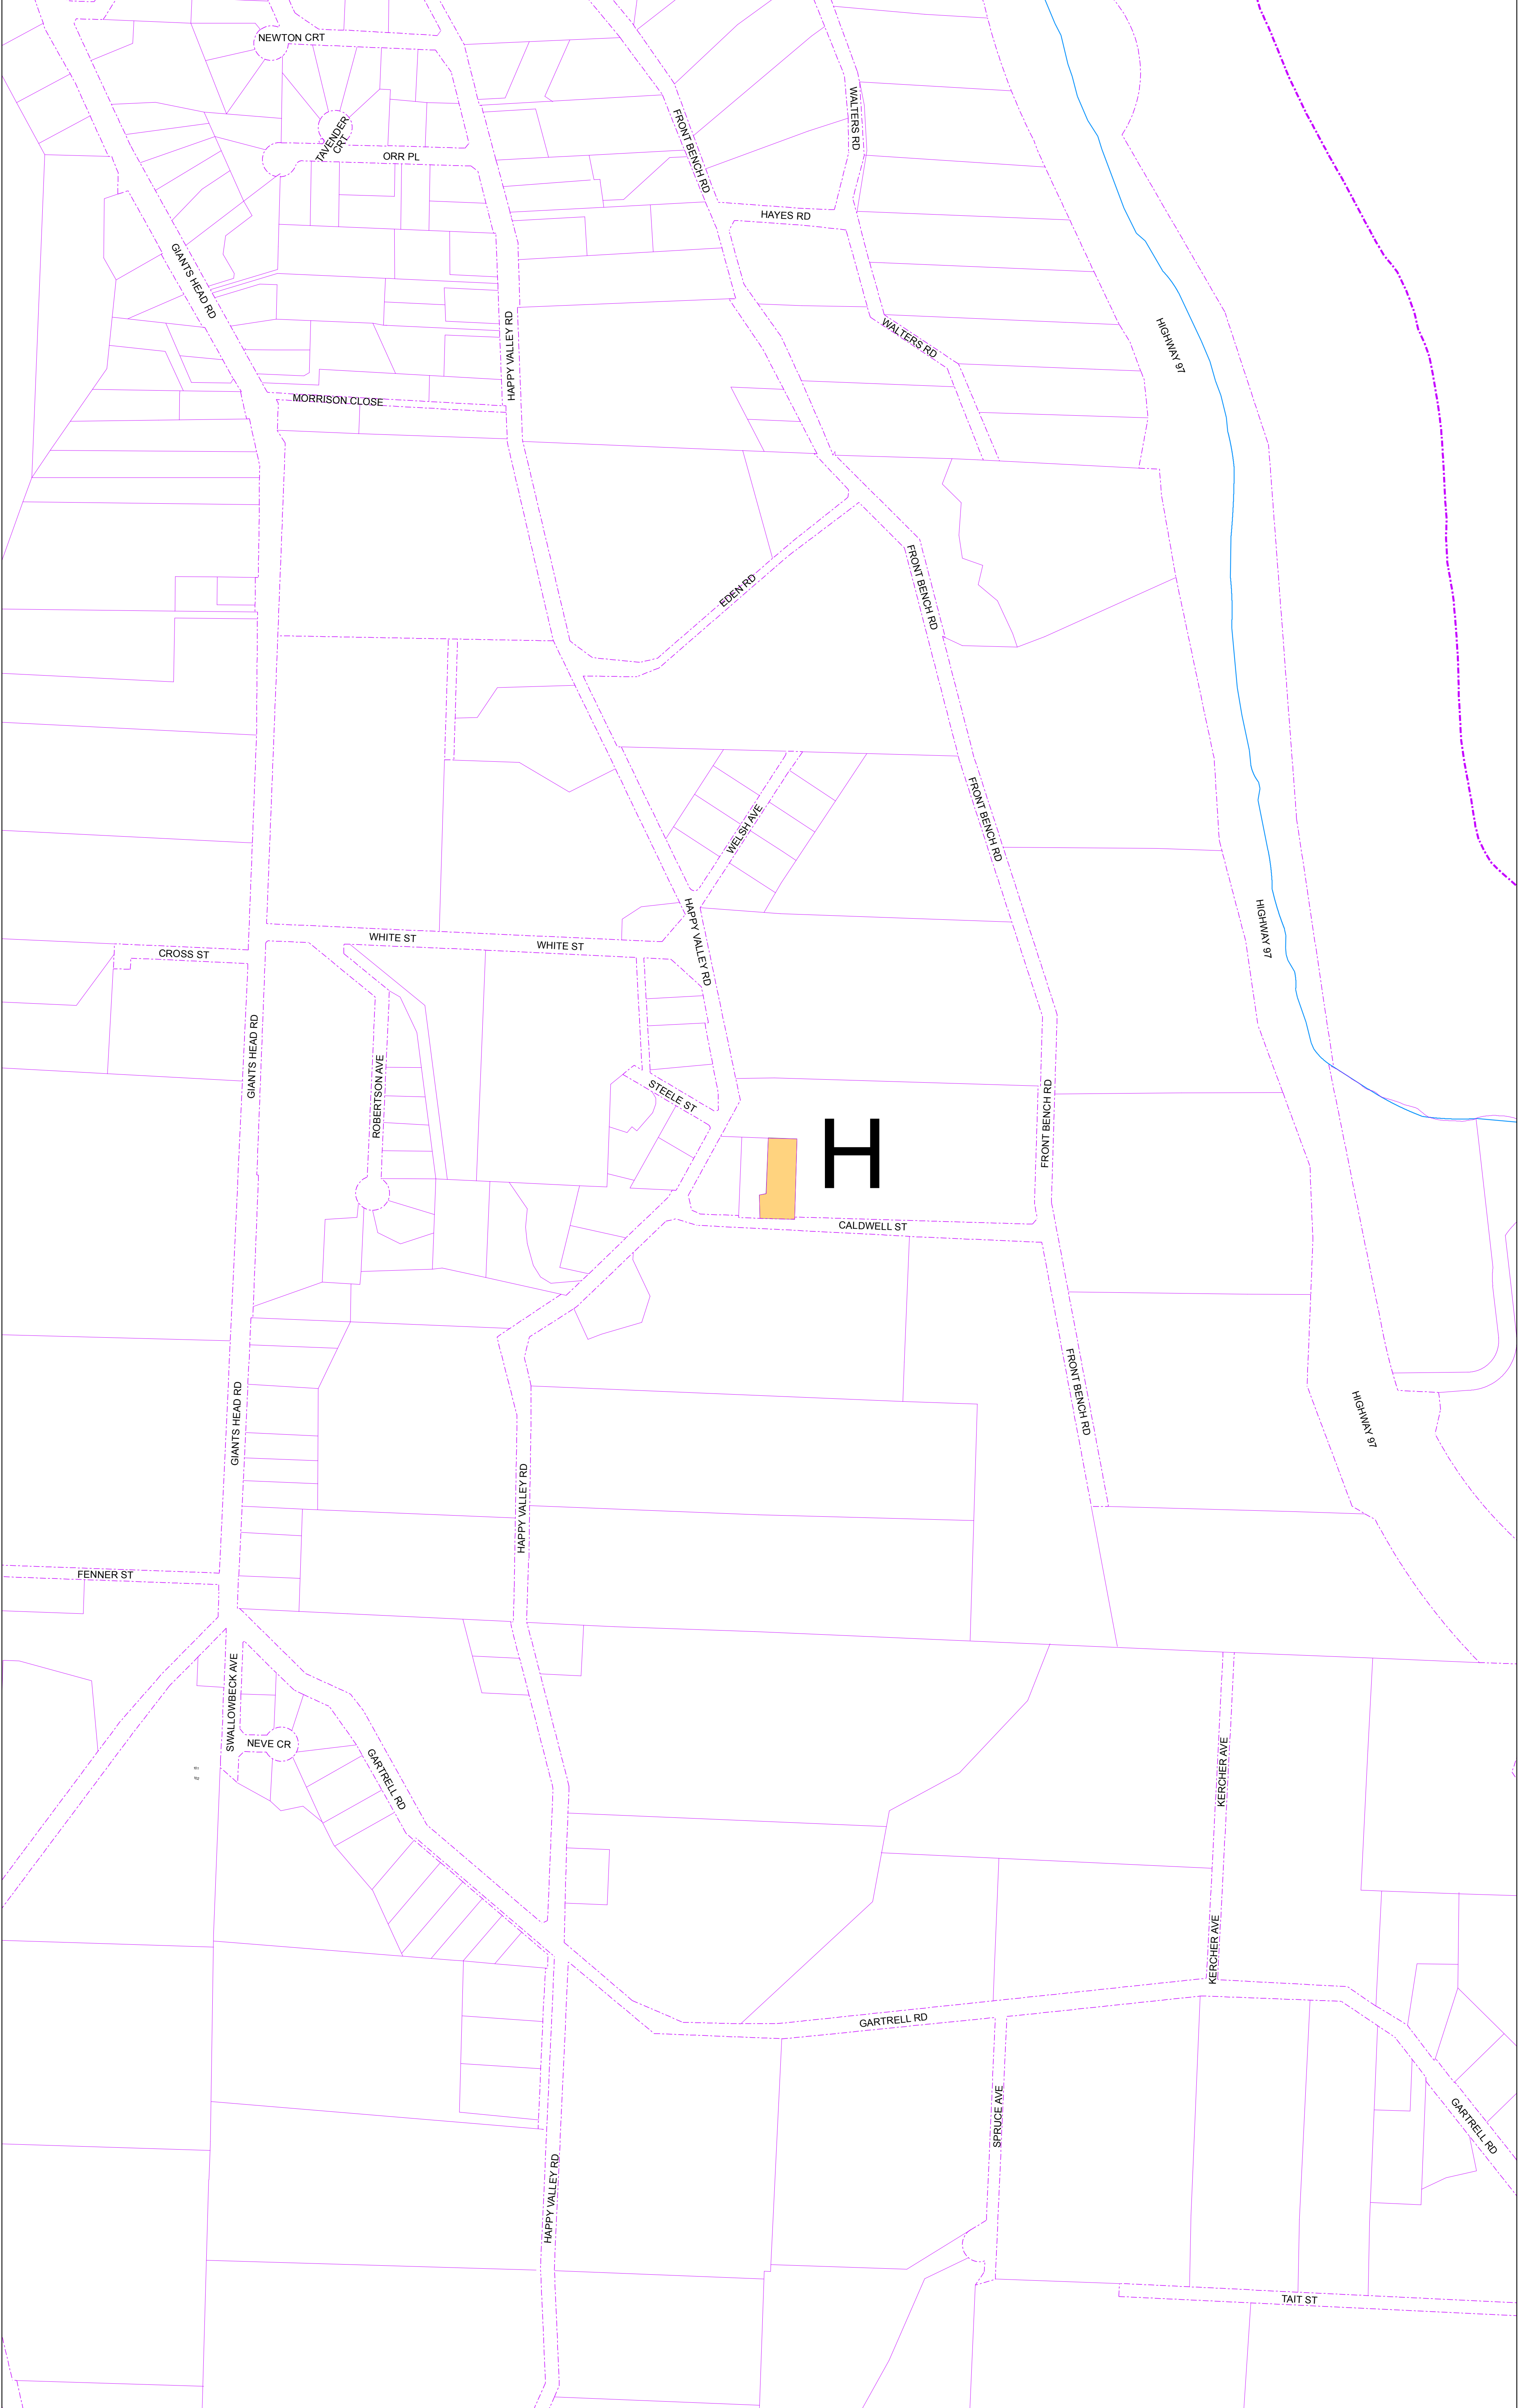 NEWTON CRT
TAVENDER
CRT
ORR PL
WALTERS RD
FRONT BENCH RD
HAYES RD
GIANTS HEAD RD
HAPPY VALLEY RD
WALTERS RD
HIGHWAY 97
MORRISON CLOSE
EDEN RD
FRONT BENCH RD
FRONT BENCH RD
WELSH AVE
HIGHWAY 97
HAPPY VALLEY RD
WHITE ST
WHITE ST
CROSS ST
GIANTS HEAD RD
ROBERTSON AVE
STEELE ST
FRONT BENCH RD
H
CALDWELL ST
FRONT BENCH RD
HIGHWAY 97
GIANTS HEAD RD
HAPPY VALLEY RD
FENNER ST
SWALLOWBECK AVE
NEVE CR
GARTRELL RD
KERCHER AVE
KERCHER AVE
GARTRELL RD
SPRUCE AVE
GARTRELL RD
HAPPY VALLEY RD
TAIT ST